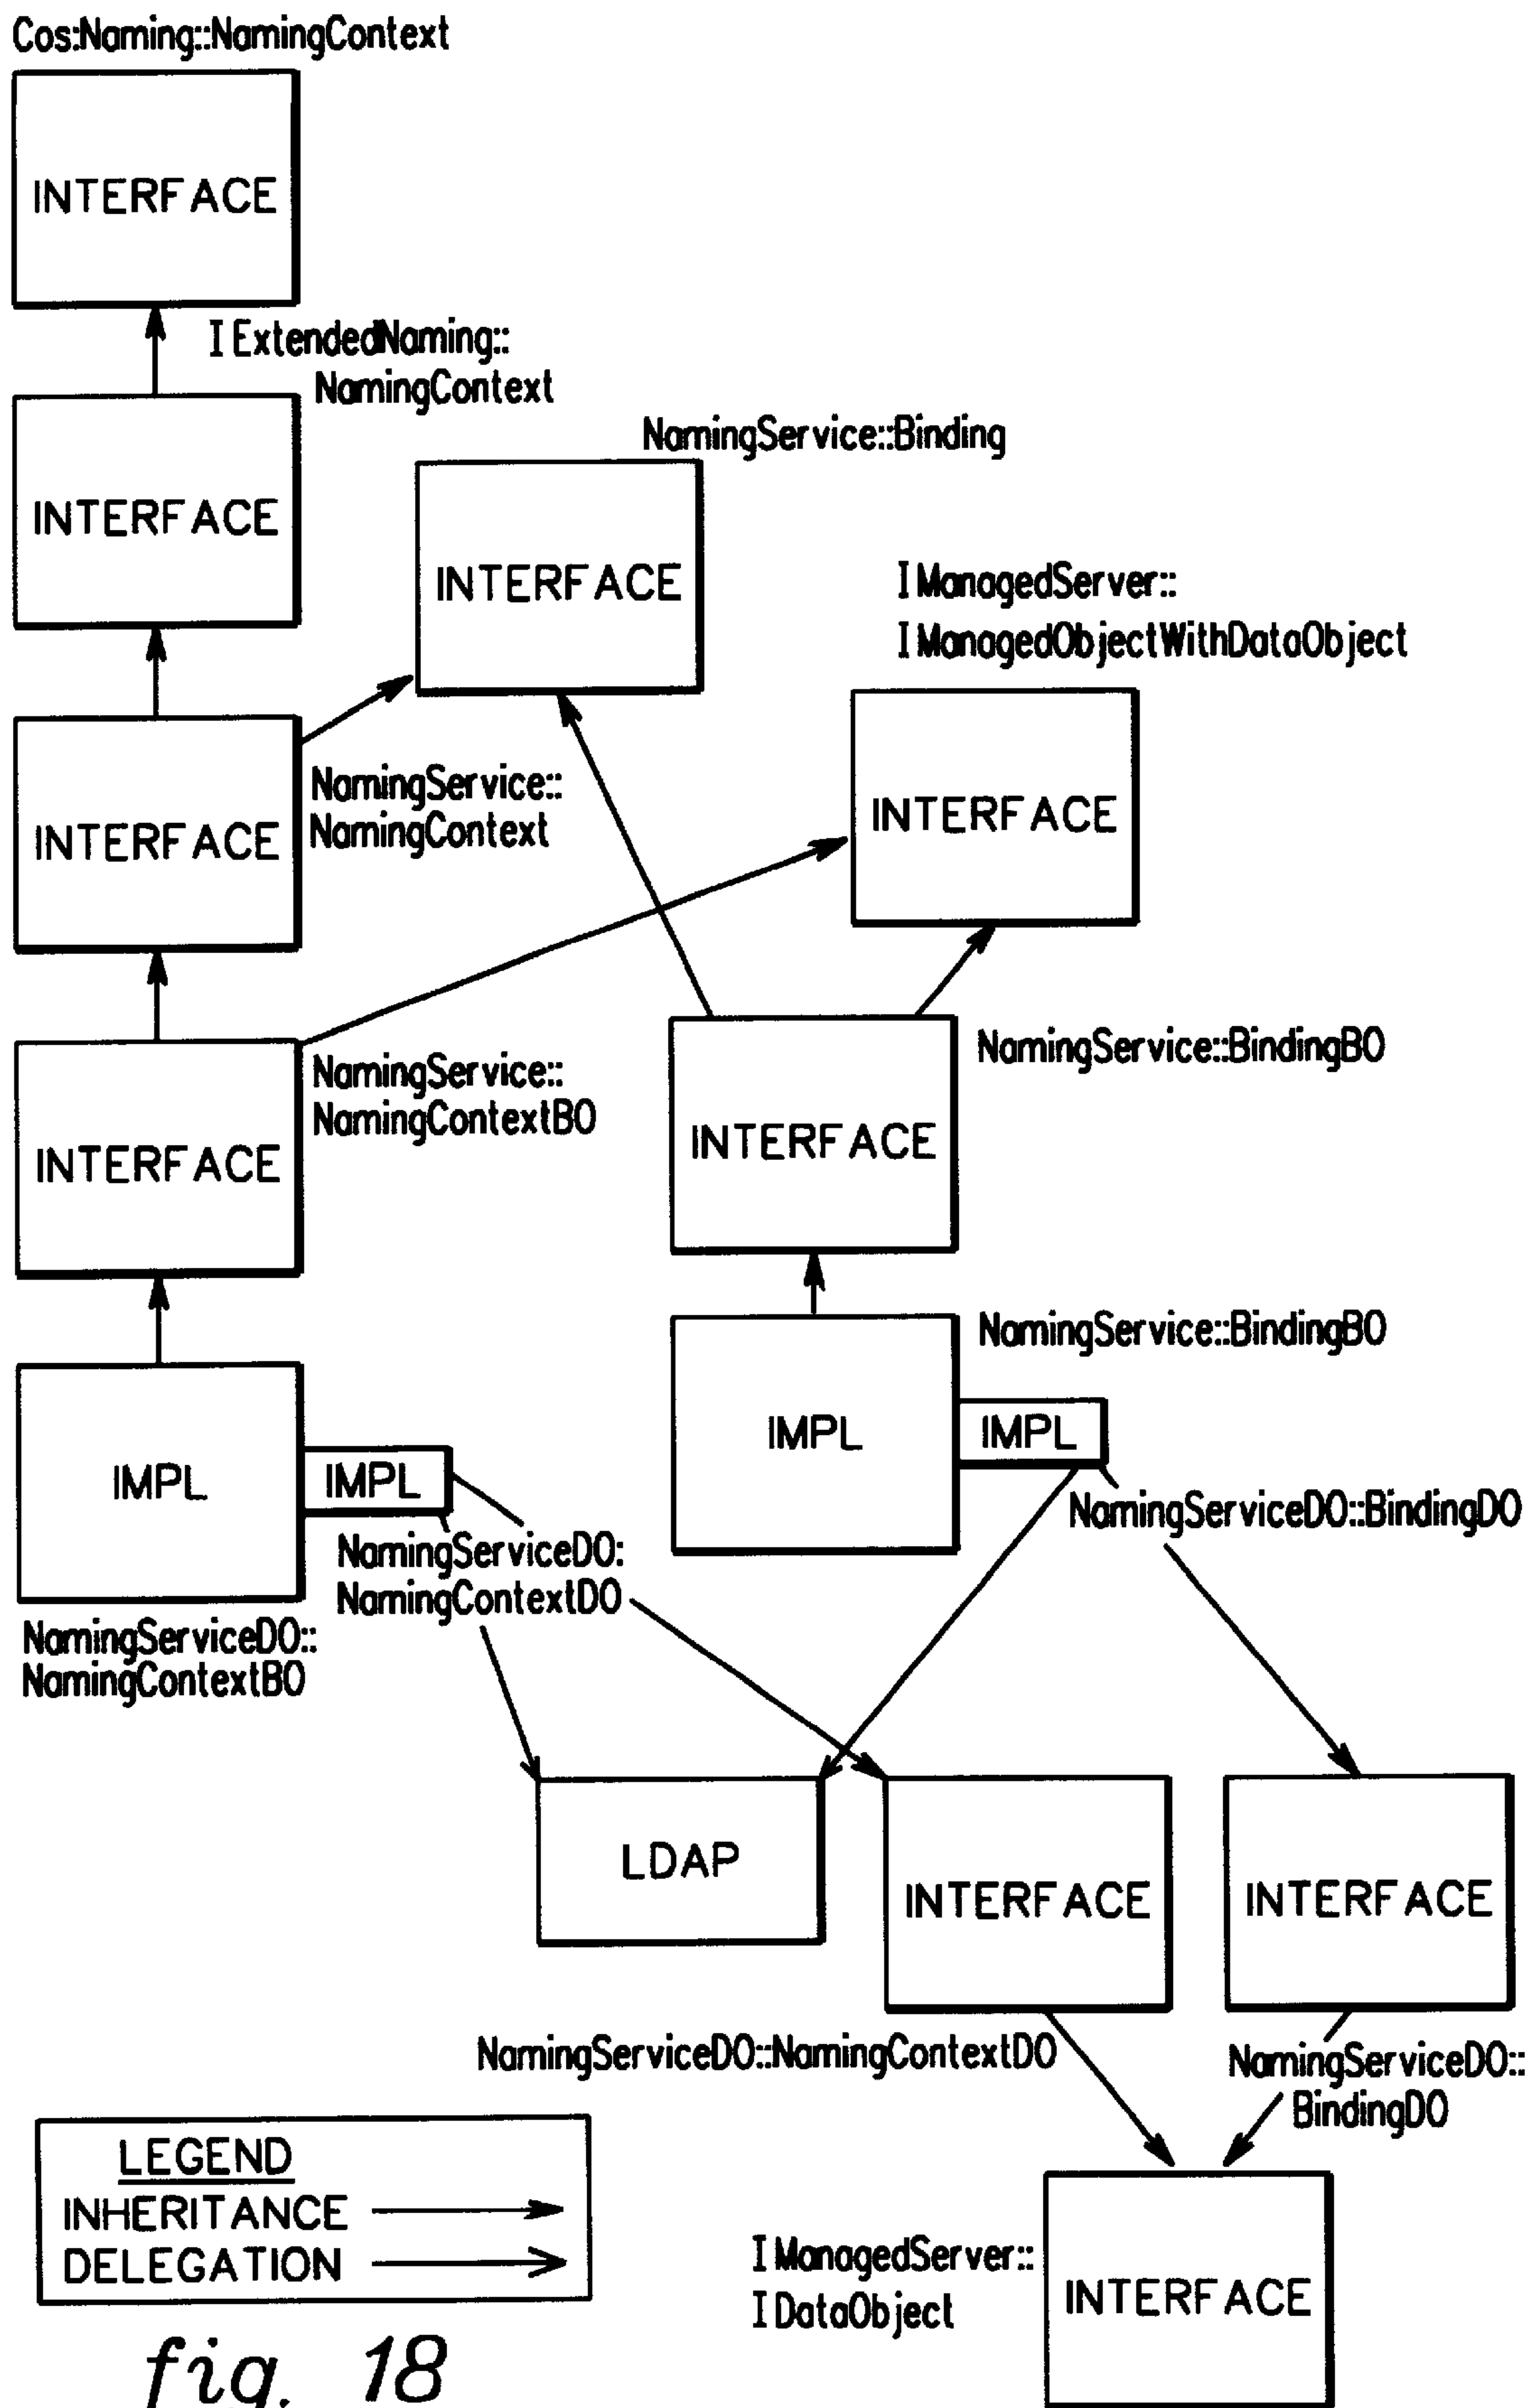 Cos:Naming::NamingContext
INTERFACE
I ExtendedNaming::
NamingContext
INTERFACE
NamingService::Binding
INTERFACE
I ManagedServer::
I ManagedObjectWithDataObject
INTERFACE
NamingService::
NamingContext
INTERFACE
NamingService::
NamingContextBO
INTERFACE
NamingService::BindingBO
INTERFACE
NamingService::BindingBO
IMPL
IMPL
NamingServiceDO::BindingDO
IMPL
IMPL
NamingServiceDO:
NamingContextDO
NamingServiceDO::
NamingContextBO
LDAP
INTERFACE
INTERFACE
NamingServiceDO::NamingContextDO
NamingServiceDO::
BindingDO
LEGEND
INHERITANCE
DELEGATION
I ManagedServer::
I DataObject
INTERFACE
fig. 18